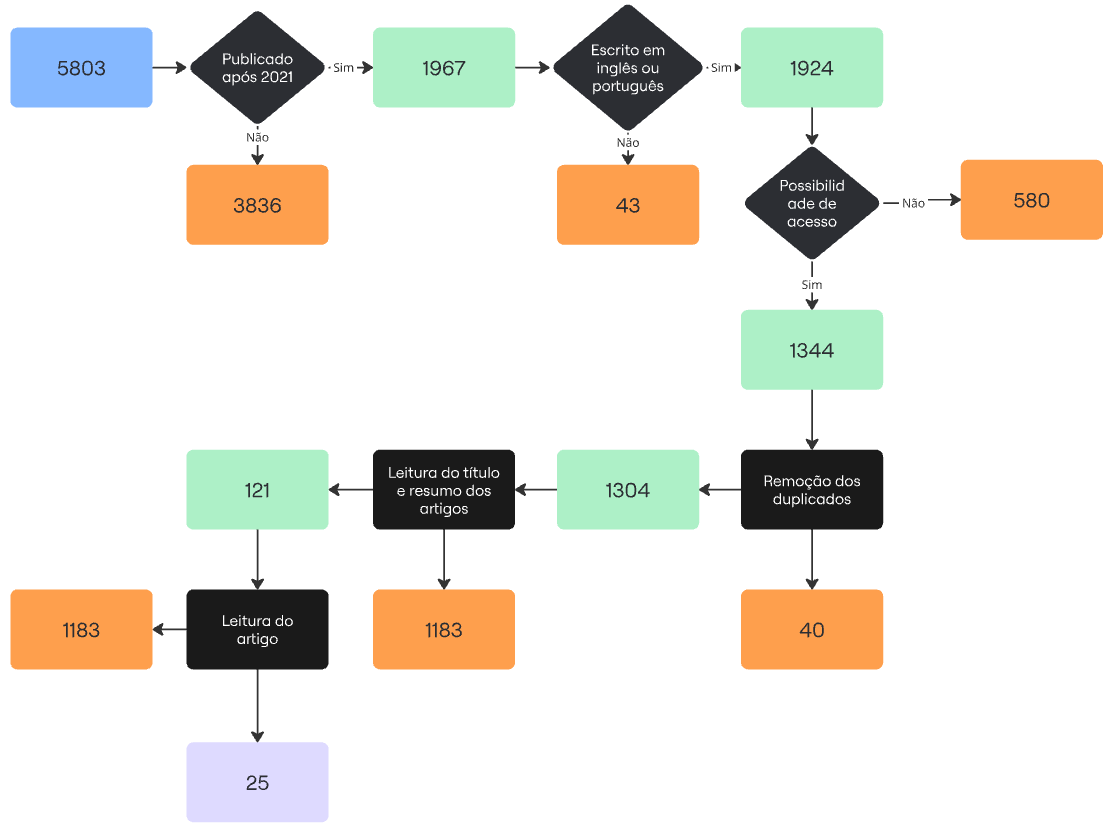 5803
Publicado
após 2021
Sim
1967
Escrito em
inglês ou
português
Sim
1924
Não
3836
Não
43
Possibilid
ade de
acesso
Não
580
Sim
1344
121
Leitura do título
e resumo dos
artigos
1304
Remoção dos
duplicados
1183
Leitura do
artigo
1183
40
25